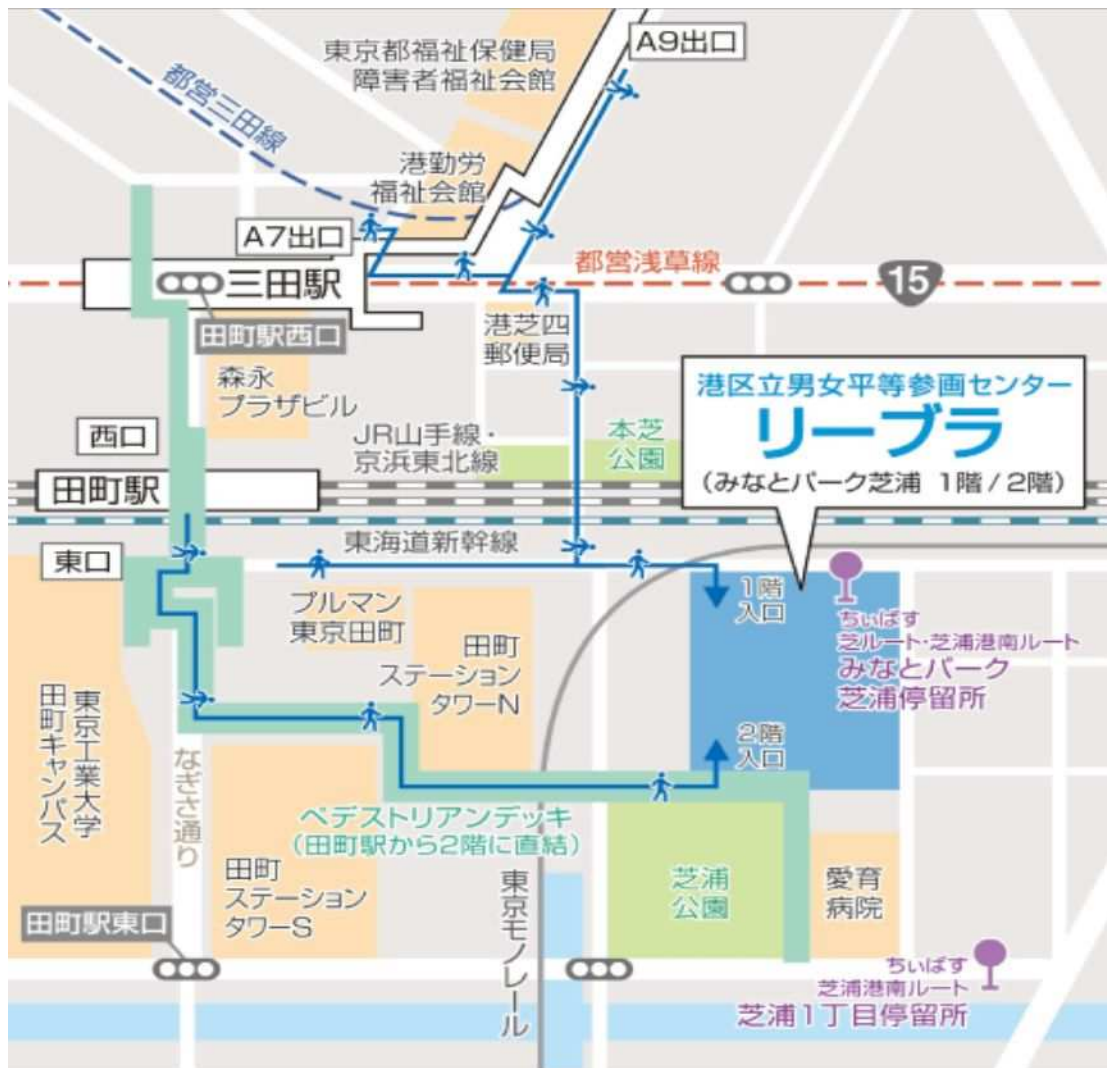 A9出口
東京都福祉保健局
障害者福祉会館
都営三田線
港勤労
福祉会館
A7出口
都営浅草線
15
三田駅
田町駅西口
港芝四
郵便局
森永
プラザビル
港区立男女平等参画センター
リーブラ
(みなとパーク芝浦 1階/2階)
西口
JR山手線・
京浜東北線
本芝
公園
田町駅
東海道新幹線
東口
プルマン
東京田町
田町
ステーション
タワーN
1階
入口
ちぃばす
芝ルート・芝浦港南ルート
みなとパーク
芝浦停留所
東京工業大学
田町キャンパス
なぎさ通り
2階
入口
ペデストリアンデッキ
(田町駅から2階に直結)
田町
ステーション
タワーS
東京モノレール
芝浦
公園
愛育
病院
田町駅東口
ちぃばす
芝浦港南ルート
芝浦1丁目停留所